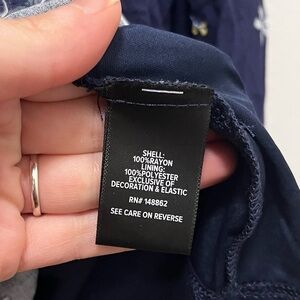 SHELL:
100%RAYON
LINING:
100%POLYESTER
EXCLUSIVE OF
DECORATION & ELASTIC
RN# 148862
SEE CARE ON REVERSE